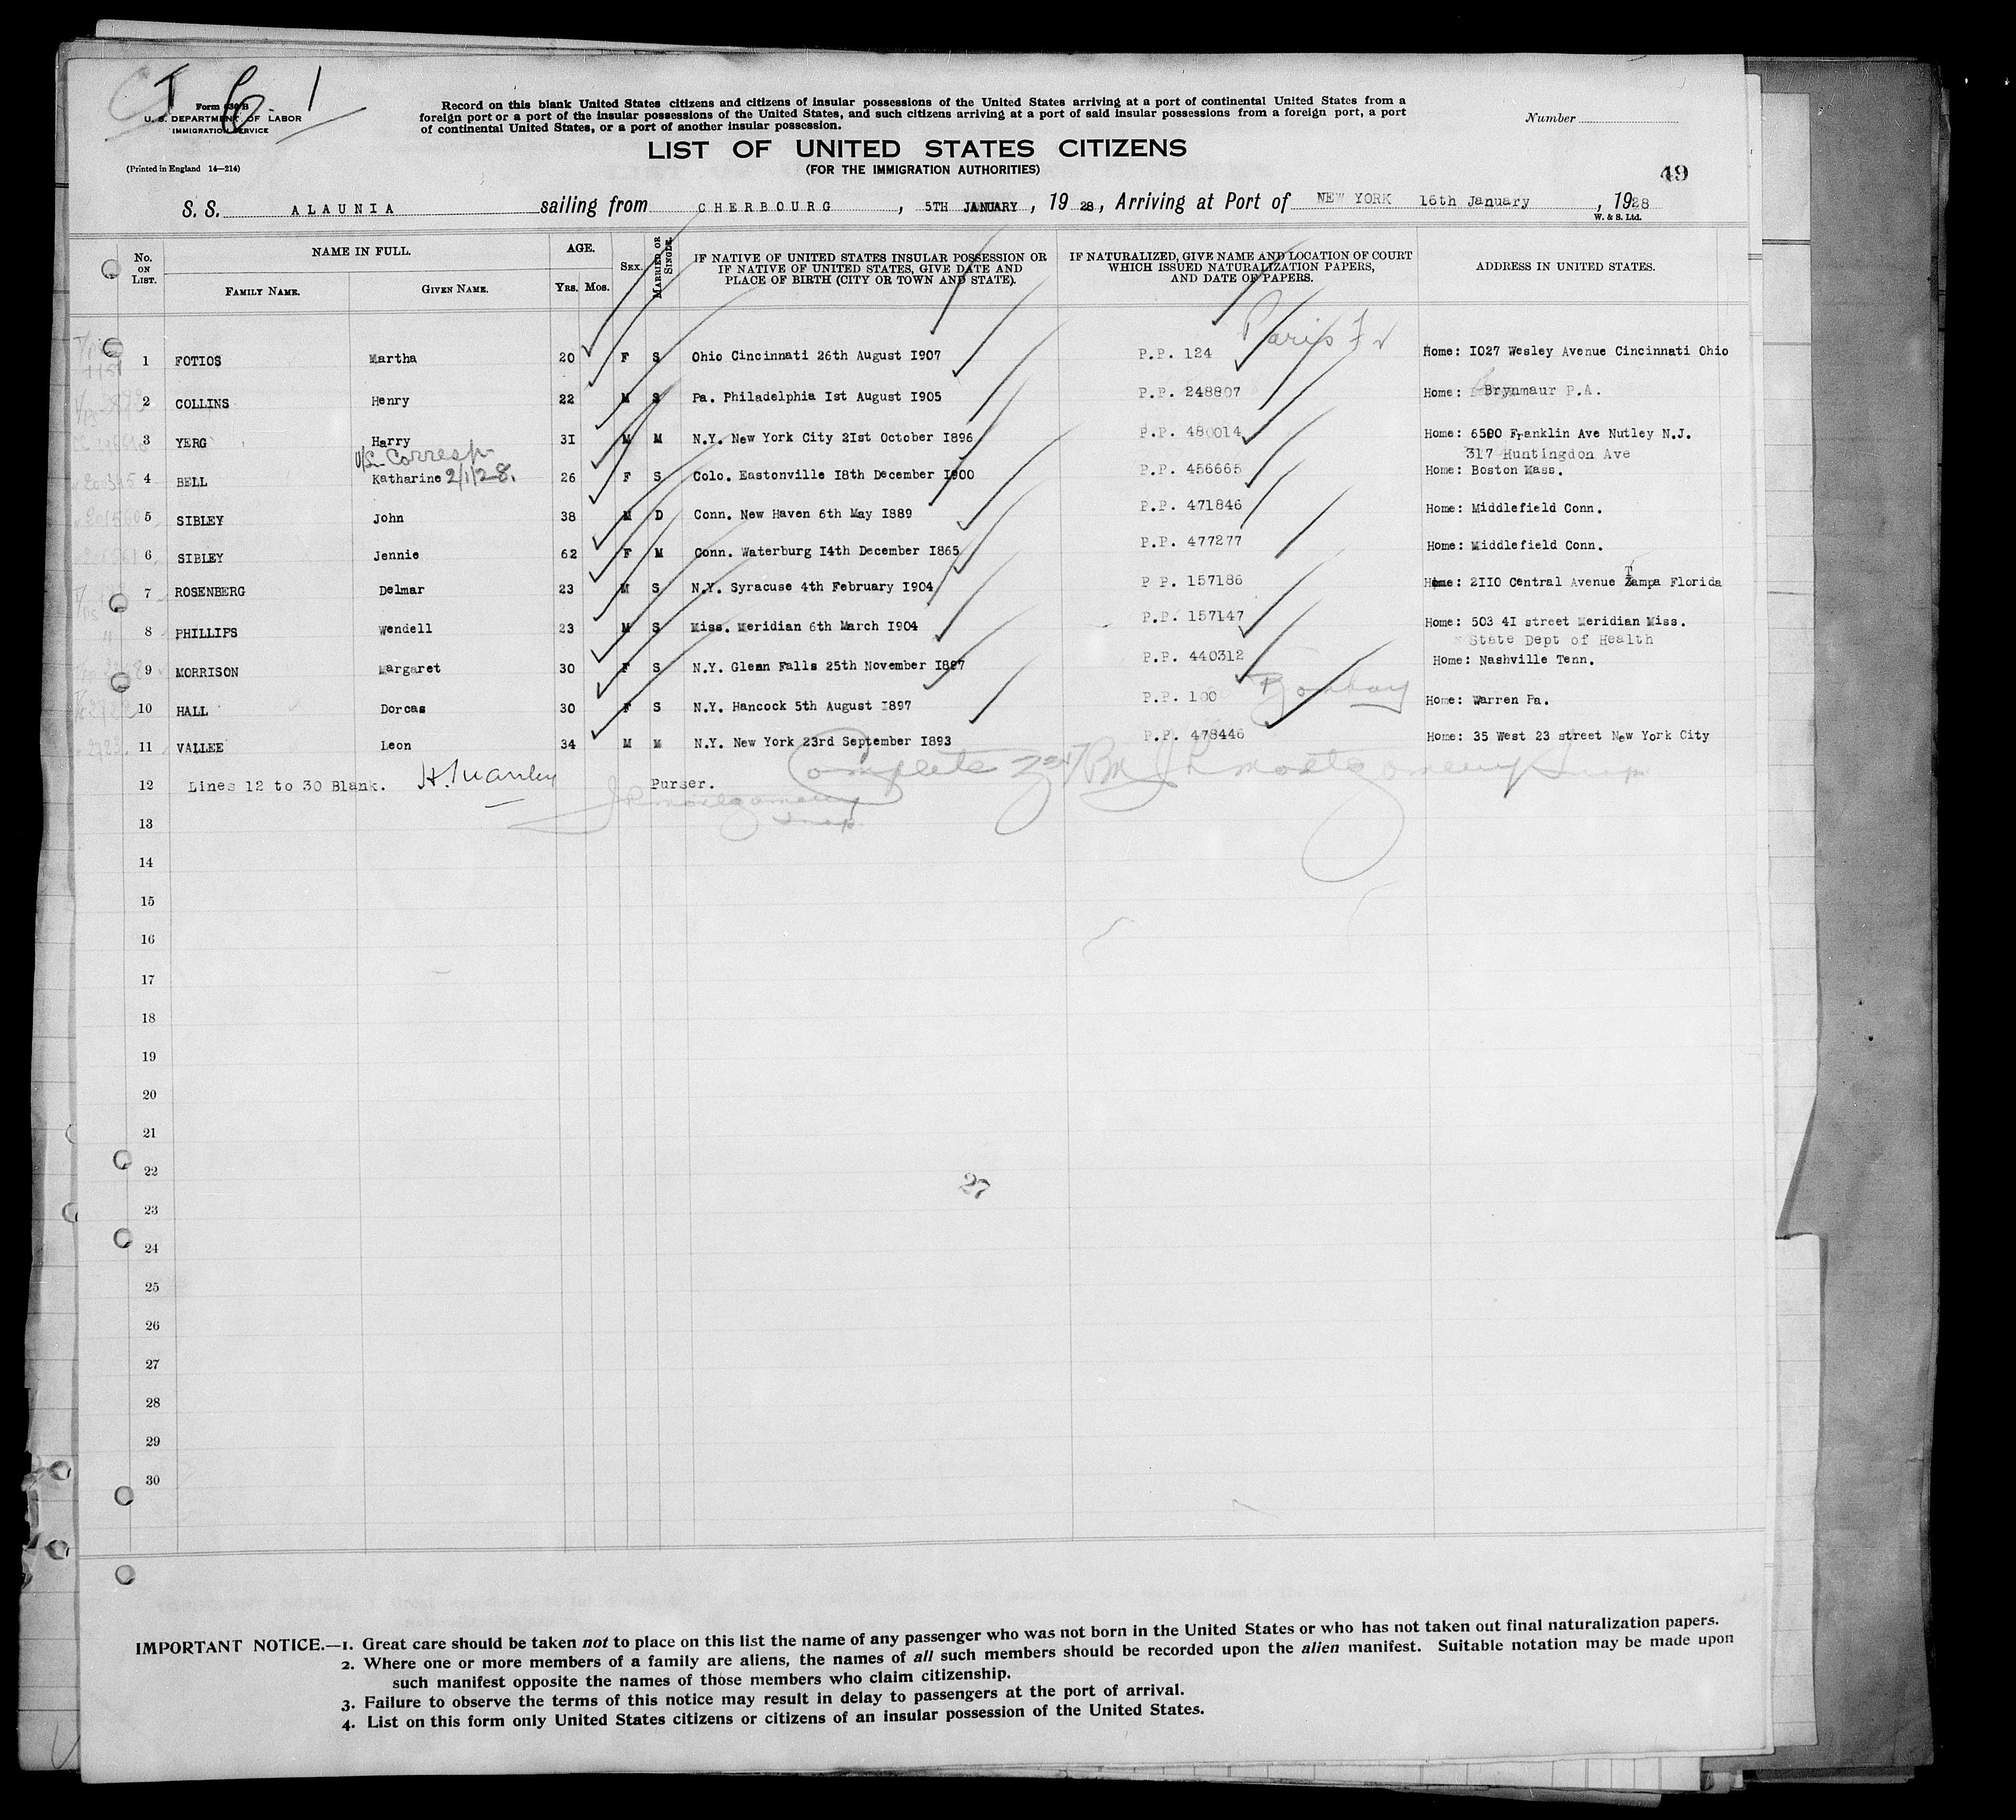 C T 6. 1
Form 630 B
U. S. DEPARTMENT OF LABOR
IMMIGRATION SERVICE
(Printed in England 14—214)
Record on this blank United States citizens and citizens of insular possessions of the United States arriving at a port of continental United States from a
foreign port or a port of the insular possessions of the United States, and such citizens arriving at a port of said insular possessions from a foreign port, a port
of continental United States, or a port of another insular possession.
LIST OF UNITED STATES CITIZENS
(FOR THE IMMIGRATION AUTHORITIES)
Number
49
S. S. ALAUNIA sailing from CHERBOURG, 5TH JANUARY, 19 28, Arriving at Port of NEW YORK 16th January, 1928
W. & S. Ltd.
No. ON LIST. NAME IN FULL. FAMILY NAME. GIVEN NAME. AGE. YRS. MOS. SEX. MARRIED OR SINGLE. IF NATIVE OF UNITED STATES INSULAR POSSESSION OR IF NATIVE OF UNITED STATES, GIVE DATE AND PLACE OF BIRTH (CITY OR TOWN AND STATE). IF NATURALIZED, GIVE NAME AND LOCATION OF COURT WHICH ISSUED NATURALIZATION PAPERS, AND DATE OF PAPERS. ADDRESS IN UNITED STATES.
Paris Fr
1 FOTIOS Martha 20 F S Ohio Cincinnati 26th August 1907 P.P. 124 Home: 1027 Wesley Avenue Cincinnati Ohio
2 COLLINS Henry 22 M S Pa. Philadelphia 1st August 1905 P.P. 248807 Home: Brynmaur P.A.
3 YERG Harry 31 M M N.Y. New York City 21st October 1896 P.P. 480014 Home: Franklin Ave Nutley N.J.
U/S Corresp. 317 Huntingdon Ave
4 BELL Katharine 2/1/28. 26 F S Colo. Eastonville 18th December 1900 P.P. 456665 Home: Boston Mass.
5 SIBLEY John 38 M D Conn. New Haven 6th May 1889 P.P. 471846 Home: Middlefield Conn.
6 SIBLEY Jennie 62 F M Conn. Waterburg 14th December 1865 P.P. 477277 Home: Middlefield Conn.
7 ROSENBERG Delmar 23 M S N.Y. Syracuse 4th February 1904 P P. 157186 Home: 2110 Central Avenue Tampa Florida
8 PHILLIPS Wendell 23 M S Miss. Meridian 6th March 1904 P.P. 157147 Home: 503 41 street Meridian Miss.
State Dept of Health
9 MORRISON Margaret 30 F S N.Y. Glean Falls 25th November 1897 P.P. 440312 Home: Nashville Tenn.
10 HALL Dorcas 30 F S N.Y. Hancock 5th August 1897 P.P. 100 Bombay Home: Warren Pa.
11 VALLEE Leon 34 M M N.Y. New York 23rd September 1893 P.P. 478446 Home: 35 West 23 street New York City
Complete Montgomery Insp
12 Lines 12 to 30 Blank. Purser.
Montgomery
Insp.
13
14
15
16
17
18
19
20
21
22
27
23
24
25
26
27
28
29
30
IMPORTANT NOTICE.—1. Great care should be taken not to place on this list the name of any passenger who was not born in the United States or who has not taken out final naturalization papers.
2. Where one or more members of a family are aliens, the names of all such members should be recorded upon the alien manifest. Suitable notation may be made upon
such manifest opposite the names of those members who claim citizenship.
3. Failure to observe the terms of this notice may result in delay to passengers at the port of arrival.
4. List on this form only United States citizens or citizens of an insular possession of the United States.